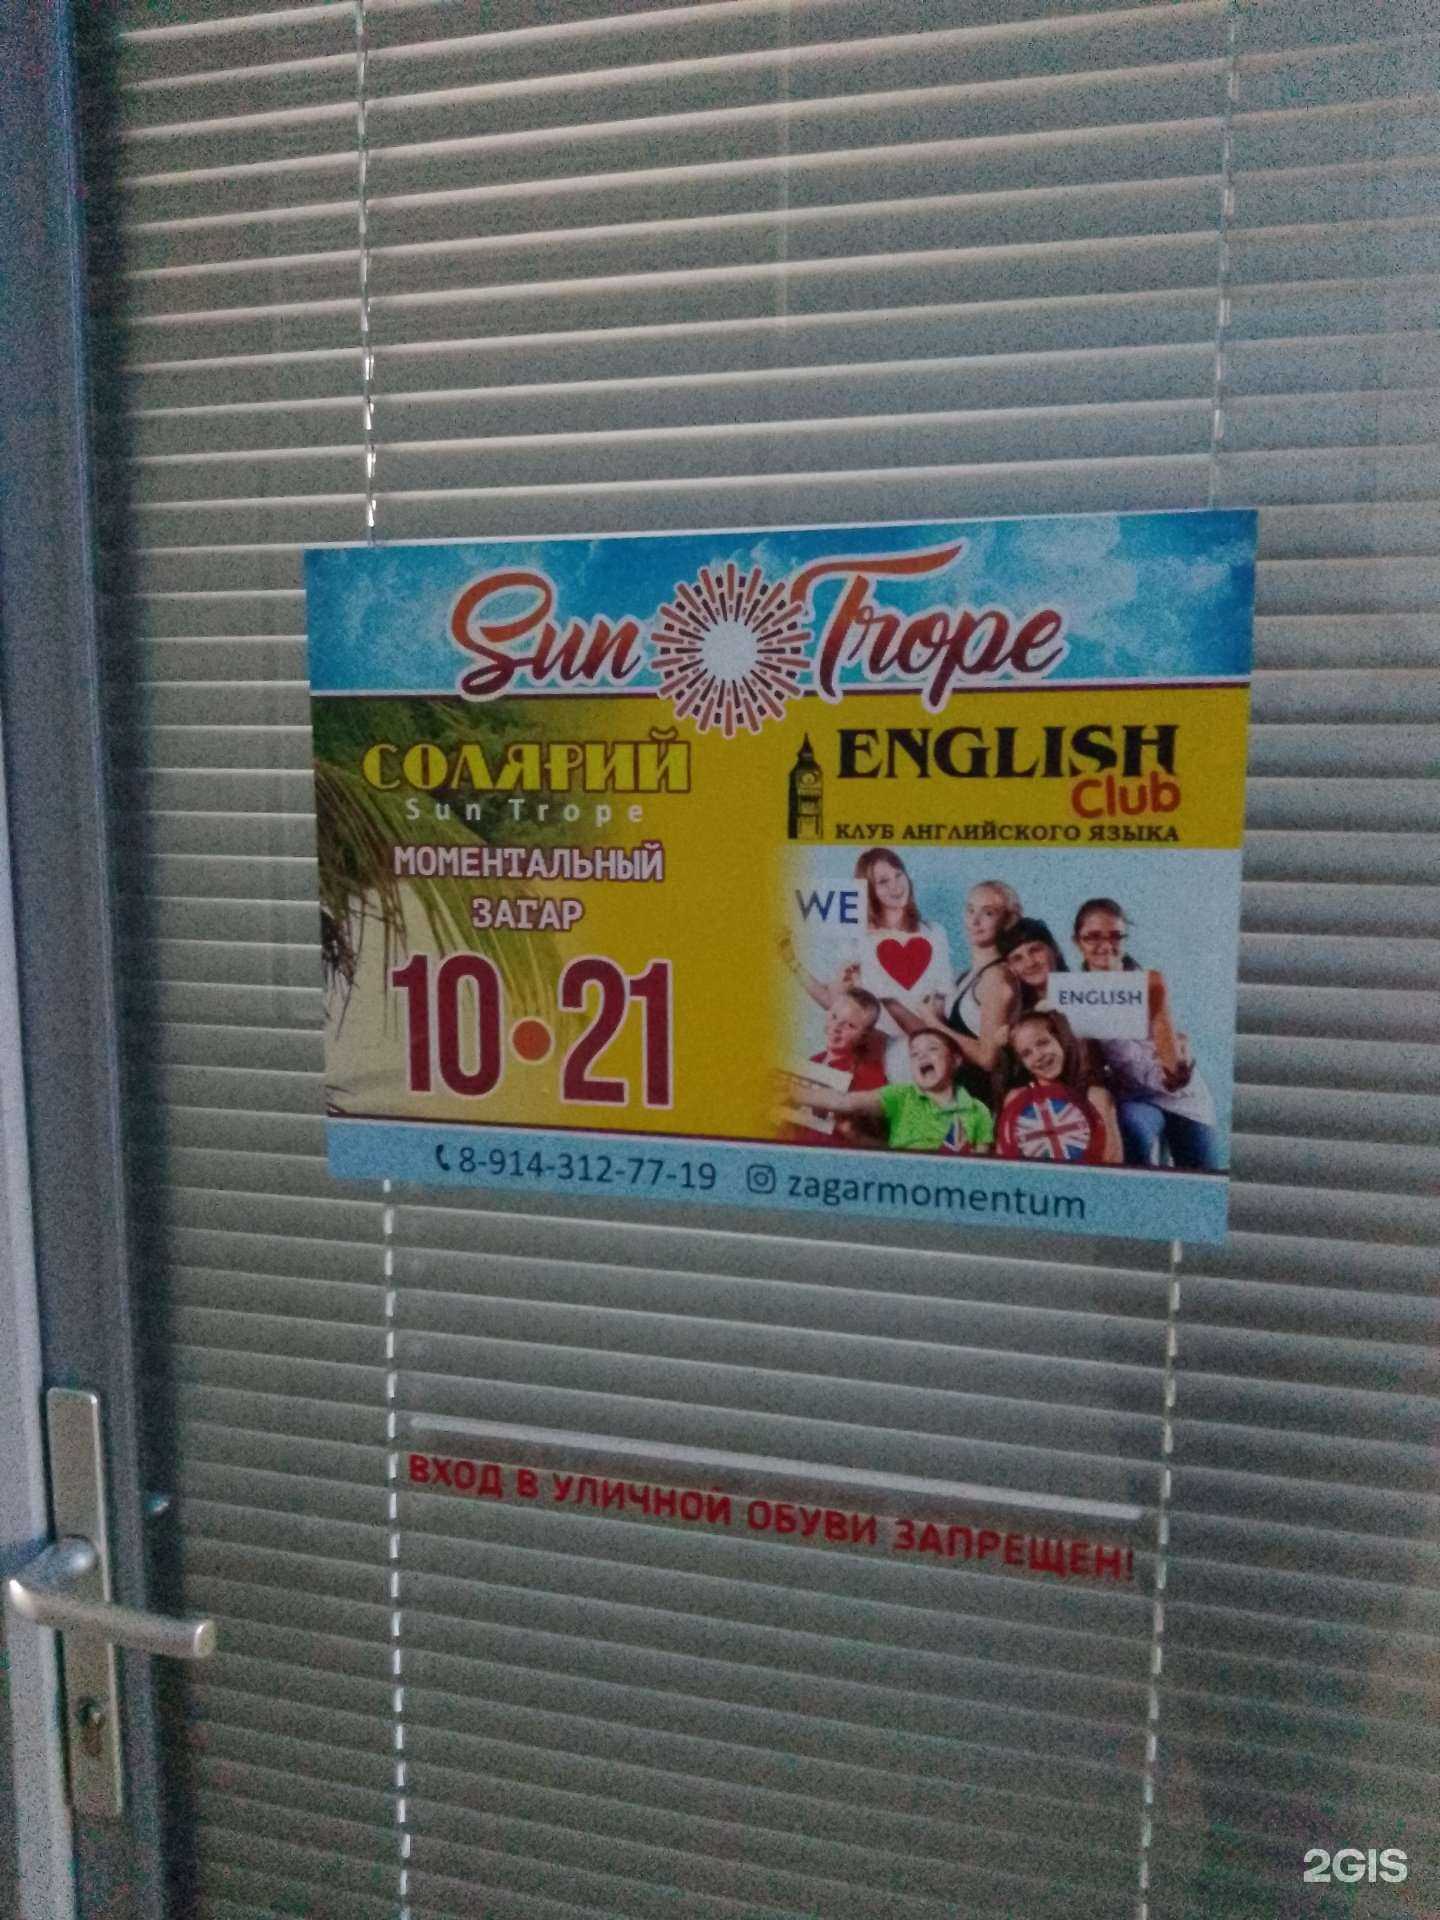 Sun Trope
СОЛЯРИЙ
Sun Trope
МОМЕНТАЛЬНЫЙ
ЗАГАР
10•21
ENGLISH
Club
КЛУБ АНГЛИЙСКОГО ЯЗЫКА
WE
ENGLISH
8-914-312-77-19 zagarmomentum
ВХОД В УЛИЧНОЙ ОБУВИ ЗАПРЕЩЕН!
2GIS